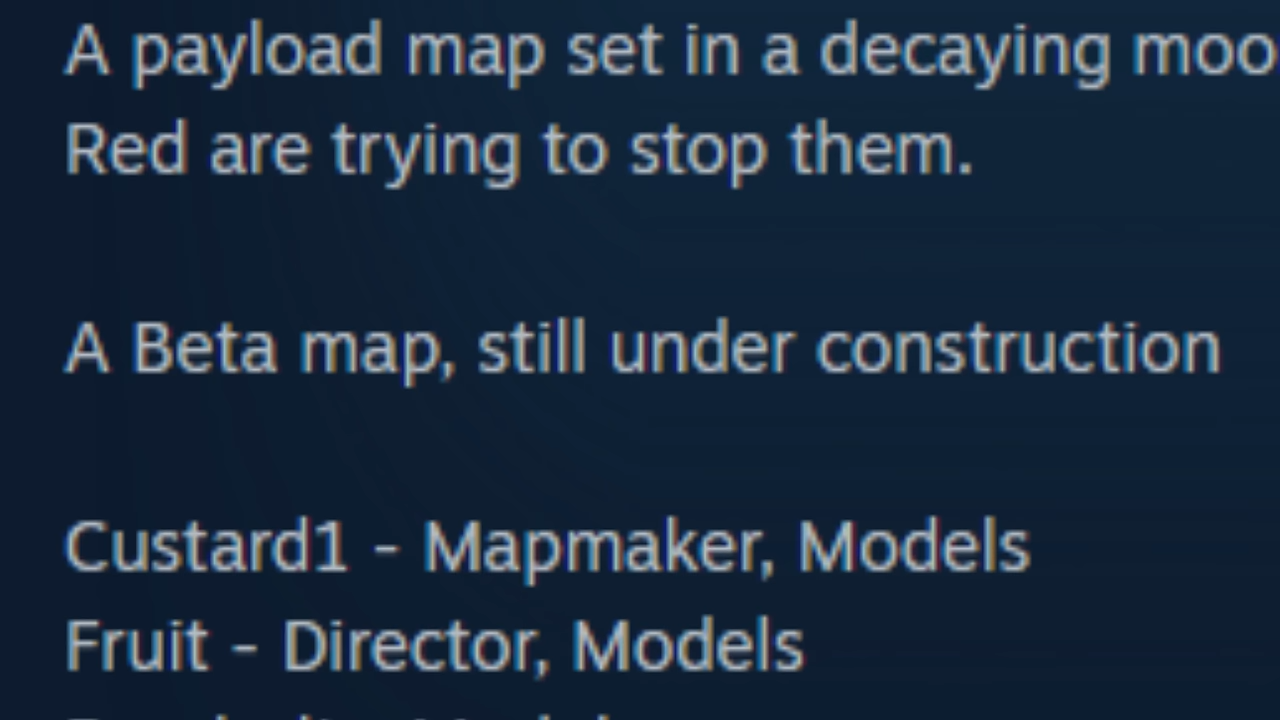 A payload map set in a decaying moo
Red are trying to stop them.
A Beta map, still under construction
Custard1 - Mapmaker, Models
Fruit - Director, Models